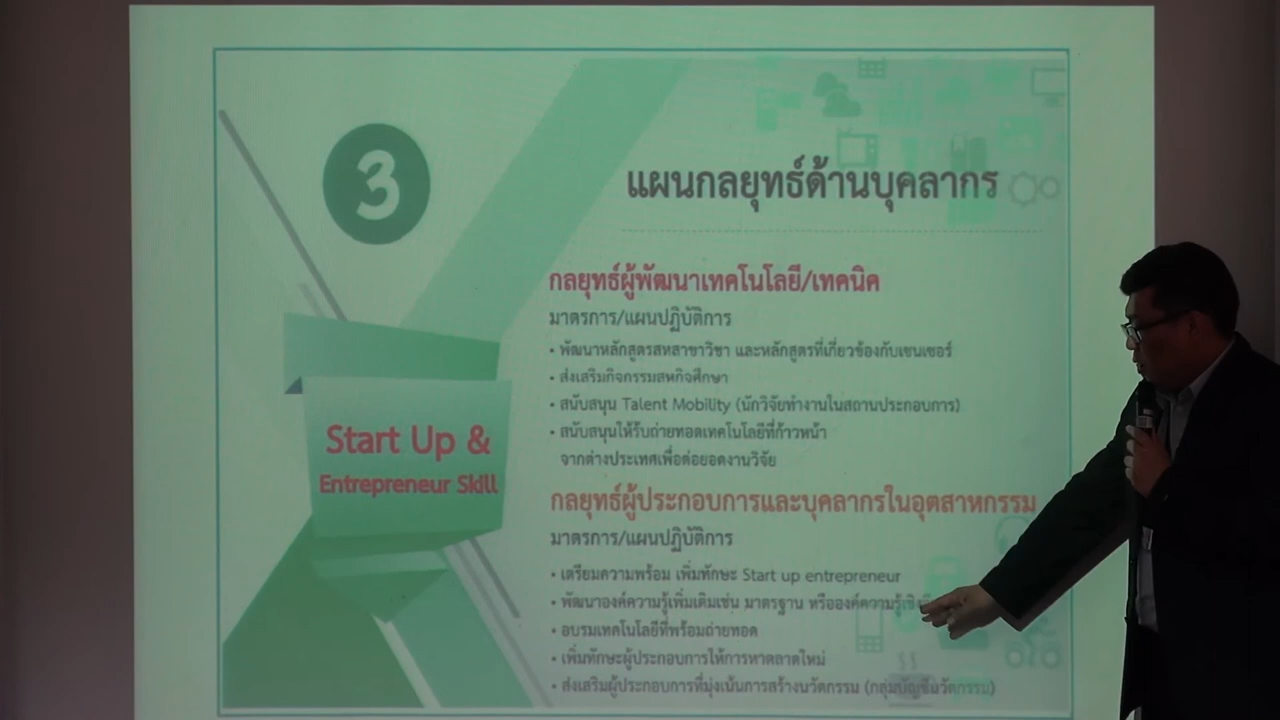 3
แผนกลยุทธ์ด้านบุคลากร
กลยุทธ์ผู้พัฒนาเทคโนโลยี/เทคนิค
มาตรการ/แผนปฏิบัติการ
• พัฒนาหลักสูตรสหสาขาวิชา และหลักสูตรที่เกี่ยวข้องกับเซนเซอร์
• ส่งเสริมกิจกรรมสหกิจศึกษา
• สนับสนุน Talent Mobility (นักวิจัยทำงานในสถานประกอบการ)
• สนับสนุนให้รับถ่ายทอดเทคโนโลยีที่ก้าวหน้า
จากต่างประเทศเพื่อต่อยอดงานวิจัย
Start Up &
Entrepreneur Skill
กลยุทธ์ผู้ประกอบการและบุคลากรในอุตสาหกรรม
มาตรการ/แผนปฏิบัติการ
• เตรียมความพร้อม เพิ่มทักษะ Start up entrepreneur
• พัฒนาองค์ความรู้เพิ่มเติมเช่น มาตรฐาน หรือองค์ความรู้
• อบรมเทคโนโลยีที่พร้อมถ่ายทอด
• เพิ่มทักษะผู้ประกอบการให้การหาตลาดใหม่
• ส่งเสริมผู้ประกอบการที่มุ่งเน้นการสร้างนวัตกรรม (กลุ่มบัญชีนวัตกรรม)